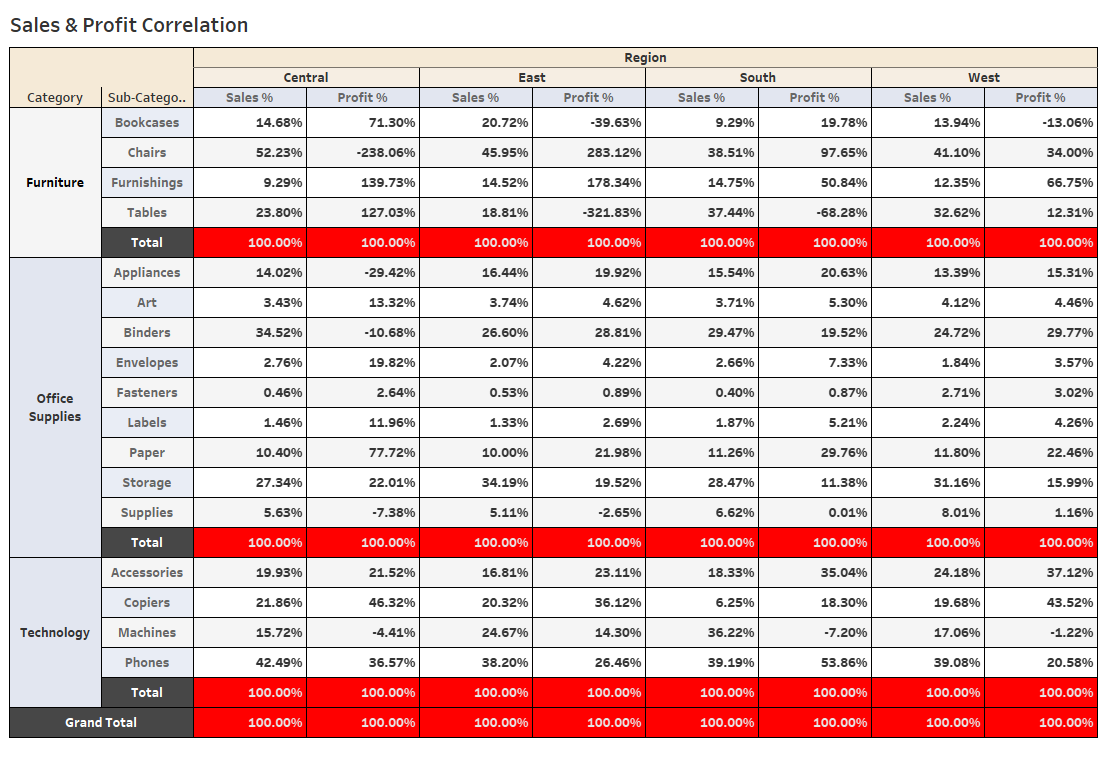 Sales & Profit Correlation
Region
Central East South West
Category Sub-Catego.. Sales % Profit % Sales % Profit % Sales % Profit % Sales % Profit %
Furniture
Bookcases 14.68% 71.30% 20.72% -39.63% 9.29% 19.78% 13.94% -13.06%
Chairs 52.23% -238.06% 45.95% 283.12% 38.51% 97.65% 41.10% 34.00%
Furnishings 9.29% 139.73% 14.52% 178.34% 14.75% 50.84% 12.35% 66.75%
Tables 23.80% 127.03% 18.81% -321.83% 37.44% -68.28% 32.62% 12.31%
Total 100.00% 100.00% 100.00% 100.00% 100.00% 100.00% 100.00% 100.00%
Office
Supplies
Appliances 14.02% -29.42% 16.44% 19.92% 15.54% 20.63% 13.39% 15.31%
Art 3.43% 13.32% 3.74% 4.62% 3.71% 5.30% 4.12% 4.46%
Binders 34.52% -10.68% 26.60% 28.81% 29.47% 19.52% 24.72% 29.77%
Envelopes 2.76% 19.82% 2.07% 4.22% 2.66% 7.33% 1.84% 3.57%
Fasteners 0.46% 2.64% 0.53% 0.89% 0.40% 0.87% 2.71% 3.02%
Labels 1.46% 11.96% 1.33% 2.69% 1.87% 5.21% 2.24% 4.26%
Paper 10.40% 77.72% 10.00% 21.98% 11.26% 29.76% 11.80% 22.46%
Storage 27.34% 22.01% 34.19% 19.52% 28.47% 11.38% 31.16% 15.99%
Supplies 5.63% -7.38% 5.11% -2.65% 6.62% 0.01% 8.01% 1.16%
Total 100.00% 100.00% 100.00% 100.00% 100.00% 100.00% 100.00% 100.00%
Technology
Accessories 19.93% 21.52% 16.81% 23.11% 18.33% 35.04% 24.18% 37.12%
Copiers 21.86% 46.32% 20.32% 36.12% 6.25% 18.30% 19.68% 43.52%
Machines 15.72% -4.41% 24.67% 14.30% 36.22% -7.20% 17.06% -1.22%
Phones 42.49% 36.57% 38.20% 26.46% 39.19% 53.86% 39.08% 20.58%
Total 100.00% 100.00% 100.00% 100.00% 100.00% 100.00% 100.00% 100.00%
Grand Total 100.00% 100.00% 100.00% 100.00% 100.00% 100.00% 100.00% 100.00%